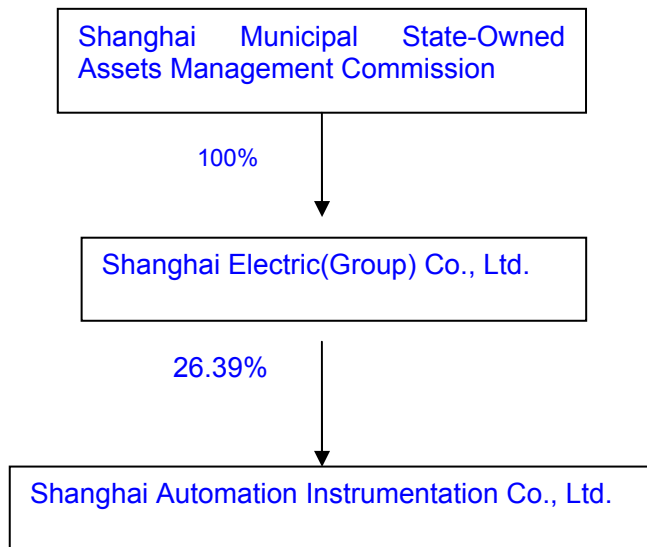 Shanghai Municipal State-Owned
Assets Management Commission
100%
Shanghai Electric(Group) Co., Ltd.
26.39%
Shanghai Automation Instrumentation Co., Ltd.